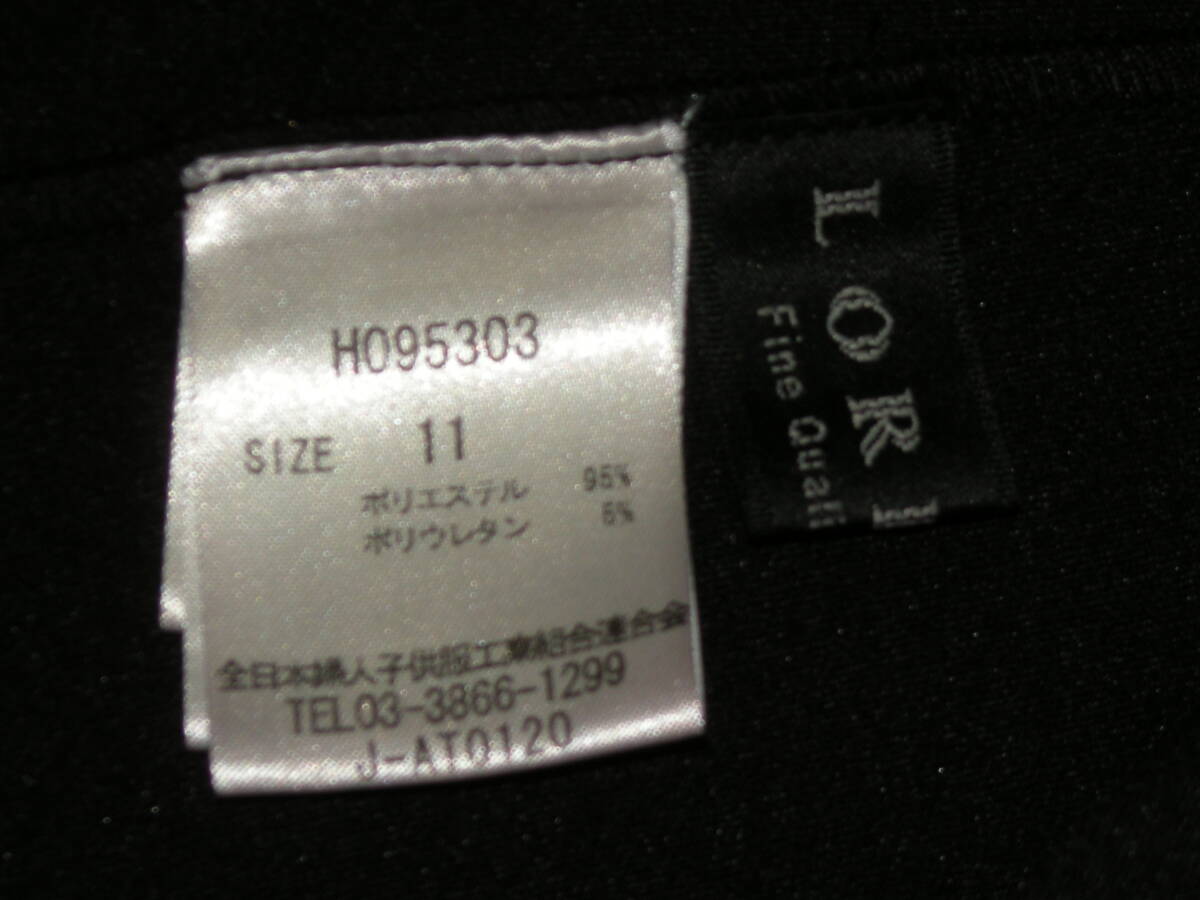 H095303
SIZE 11
ポリエステル 95%
ポリウレタン 5%
全日本婦人子供服工業組合連合会
TEL03-3866-1299
J-AT0120
LOR
Fine